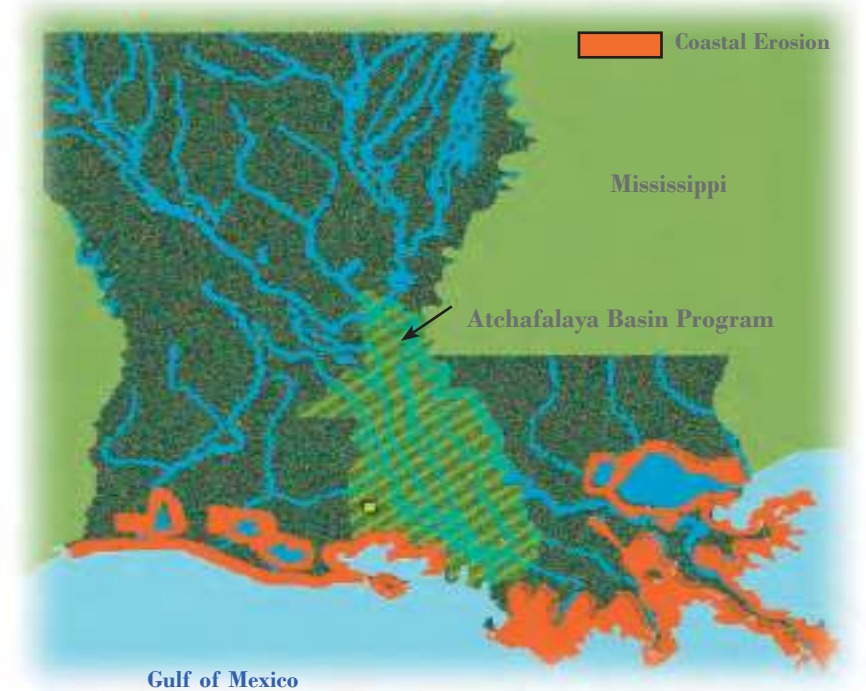 Coastal Erosion
Mississippi
Atchafalaya Basin Program
Gulf of Mexico